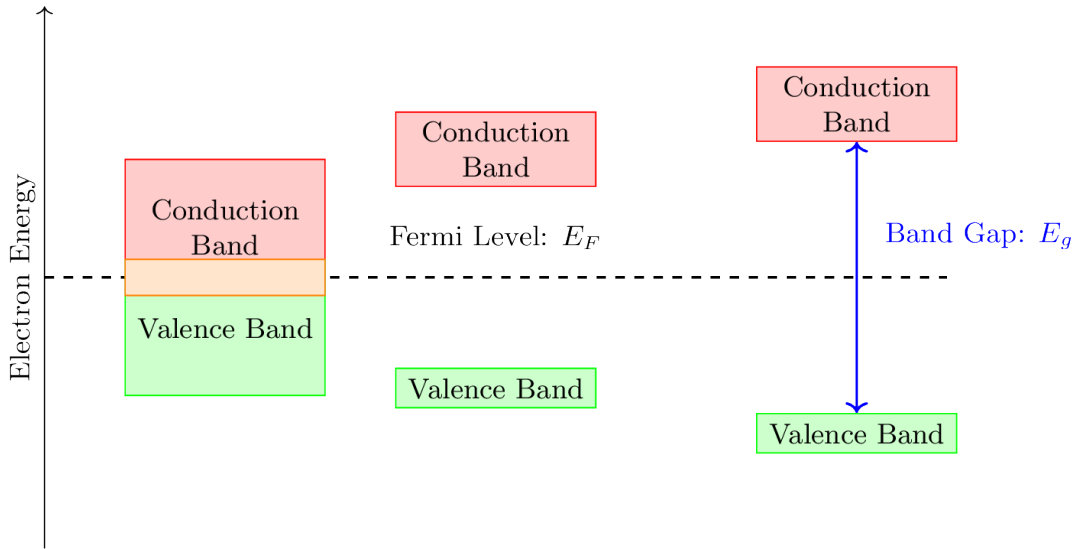 Electron Energy
Conduction
Band
Valence Band
Conduction
Band
Fermi Level: $E_F$
Valence Band
Conduction
Band
Band Gap: $E_g$
Valence Band